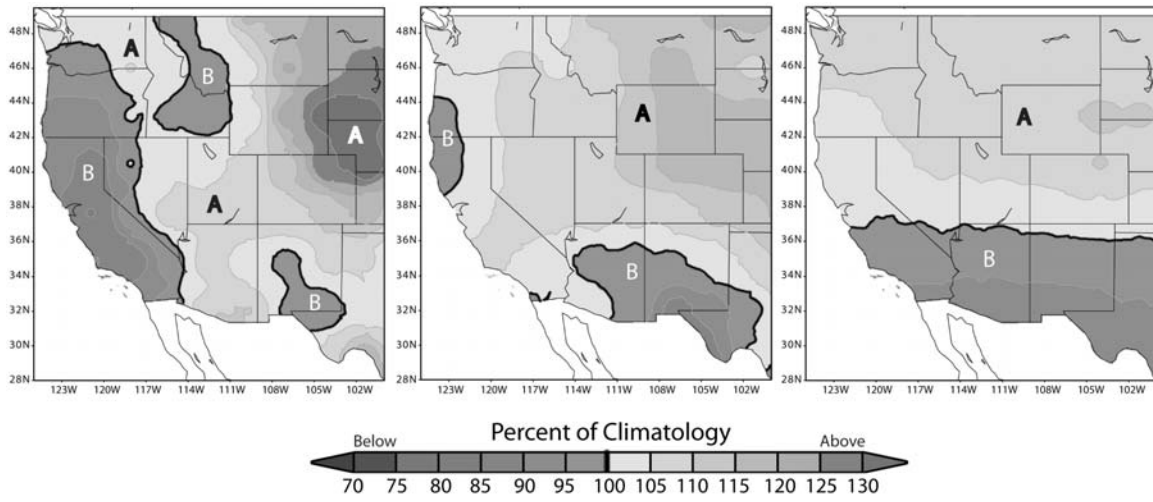 48N
46N
44N
42N
40N
38N
36N
34N
32N
30N
28N
A
B
A
B
A
B
123W 120W 117W 114W 111W 108W 105W 102W
48N
46N
44N
42N
40N
38N
36N
34N
32N
30N
28N
A
B
B
123W 120W 117W 114W 111W 108W 105W 102W
48N
46N
44N
42N
40N
38N
36N
34N
32N
30N
28N
A
B
123W 120W 117W 114W 111W 108W 105W 102W
Percent of Climatology
Below Above
70 75 80 85 90 95 100 105 110 115 120 125 130